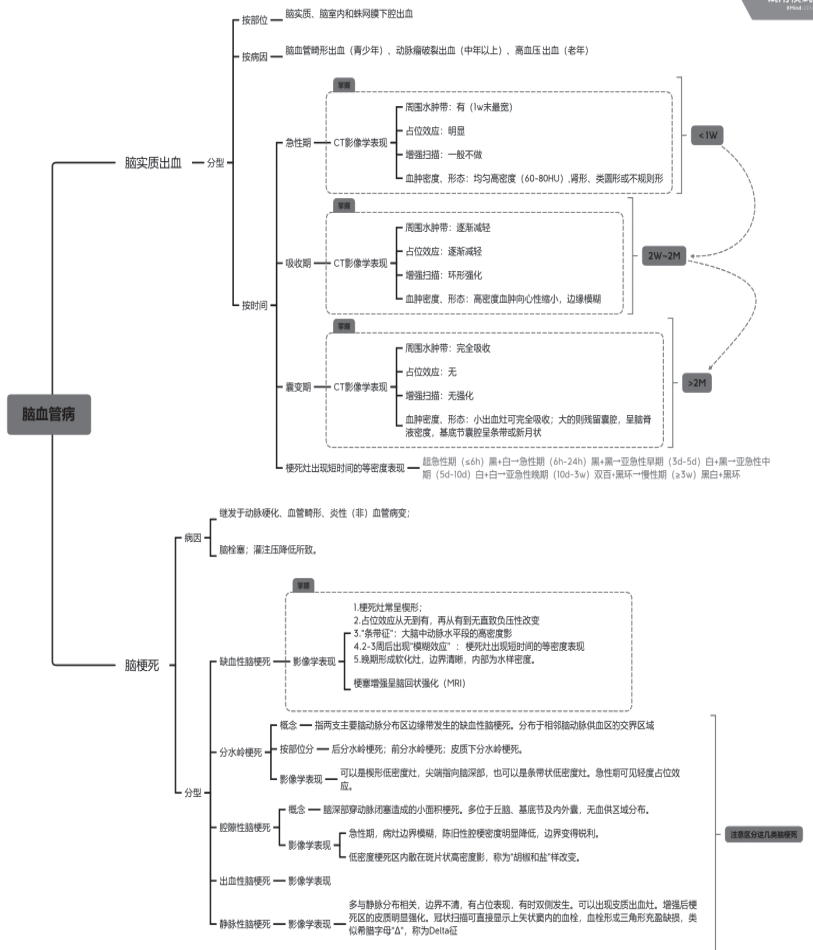 脑血管病
脑实质出血
分型
按部位
脑实质、脑室内和蛛网膜下腔出血
按病因
脑血管畸形出血（青少年）、动脉瘤破裂出血（中年以上）、高血压出血（老年）
按时间
急性期
CT影像学表现
掌握
周围水肿带：有（1w末最宽）
占位效应：明显
增强扫描：一般不做
血肿密度、形态：均匀高密度（60-80HU）,肾形、类圆形或不规则形
<1W
吸收期
CT影像学表现
掌握
周围水肿带：逐渐减轻
占位效应：逐渐减轻
增强扫描：环形强化
血肿密度、形态：高密度血肿向心性缩小，边缘模糊
2W~2M
囊变期
CT影像学表现
掌握
周围水肿带：完全吸收
占位效应：无
增强扫描：无强化
血肿密度、形态：小出血灶可完全吸收；大的则残留囊腔，呈脑脊
液密度，基底节囊腔呈条带或新月状
>2M
梗死灶出现短时间的等密度表现
超急性期（≤6h）黑+白→急性期（6h-24h）黑+黑→亚急性早期（3d-5d）白+黑→亚急性中
期（5d-10d）白+白→亚急性晚期（10d-3w）双百+黑环→慢性期（≥3w）黑白+黑环
脑梗死
病因
继发于动脉硬化、血管畸形、炎性（非）血管病变；
脑栓塞；灌注压降低所致。
分型
缺血性脑梗死
影像学表现
掌握
1.梗死灶常呈楔形；
2.占位效应从无到有，再从有到无直致负压性改变
3.“条带征”：大脑中动脉水平段的高密度影
4.2-3周后出现“模糊效应”：梗死灶出现短时间的等密度表现
5.晚期形成软化灶，边界清晰，内部为水样密度。
梗塞增强呈脑回状强化（MRI）
分水岭梗死
概念
指两支主要脑动脉分布区边缘带发生的缺血性脑梗死。分布于相邻脑动脉供血区的交界区域
按部位分
后分水岭梗死；前分水岭梗死；皮质下分水岭梗死。
影像学表现
可以是楔形低密度灶，尖端指向脑深部，也可以是条带状低密度灶。急性期可见轻度占位效
应。
腔隙性脑梗死
概念
脑深部穿动脉闭塞造成的小面积梗死。多位于丘脑、基底节及内外囊，无血供区域分布。
影像学表现
急性期，病灶边界模糊，陈旧性腔梗密度明显降低，边界变得锐利。
低密度梗死区内散在斑片状高密度影，称为“胡椒和盐”样改变。
出血性脑梗死
影像学表现
静脉性脑梗死
影像学表现
多与静脉分布相关，边界不清，有占位表现，有时双侧发生。可以出现皮质出血灶。增强后梗
死区的皮质明显强化。冠状扫描可直接显示上矢状窦内的血栓，血栓形成三角形充盈缺损，类
似希腊字母“Δ”，称为Delta征
注意区分这几类脑梗死